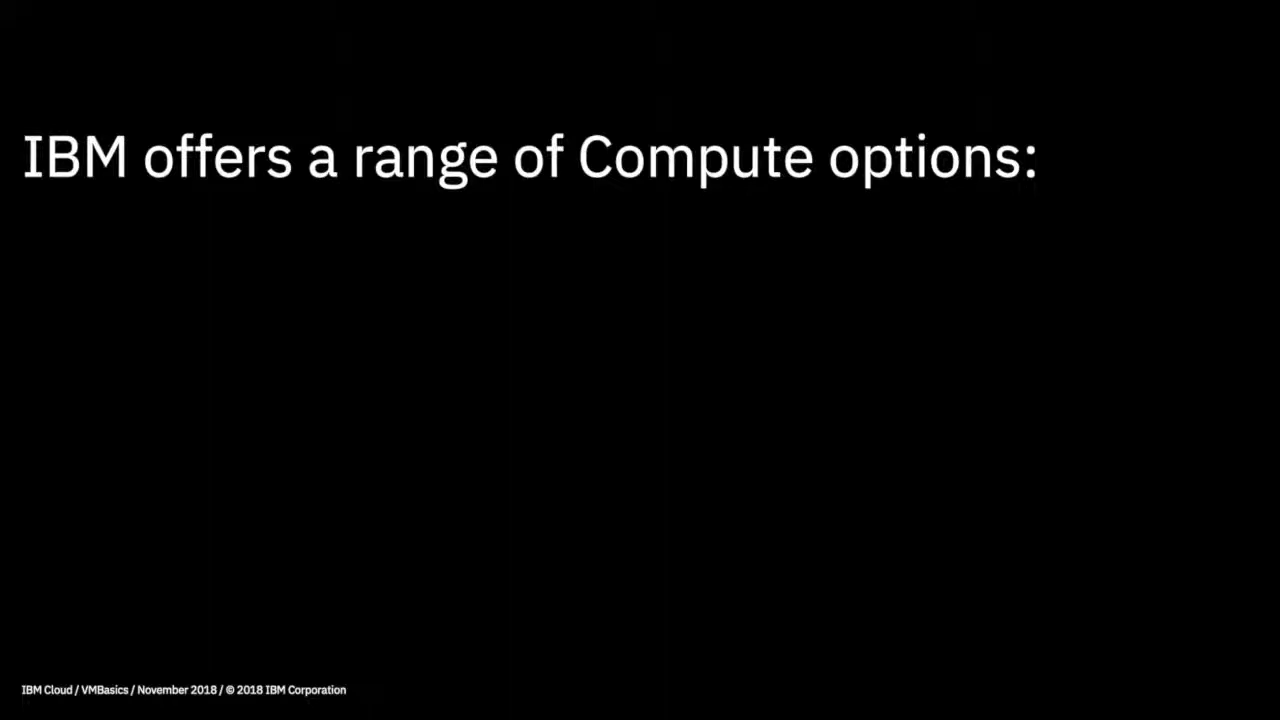 IBM offers a range of Compute options:
IBM Cloud / VMBasics / November 2018 / © 2018 IBM Corporation